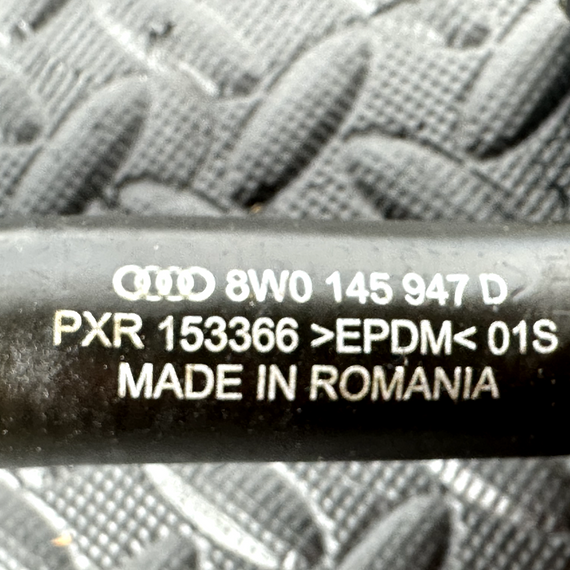 8W0 145 947 D
PXR 153366 >EPDM< 01S
MADE IN ROMANIA